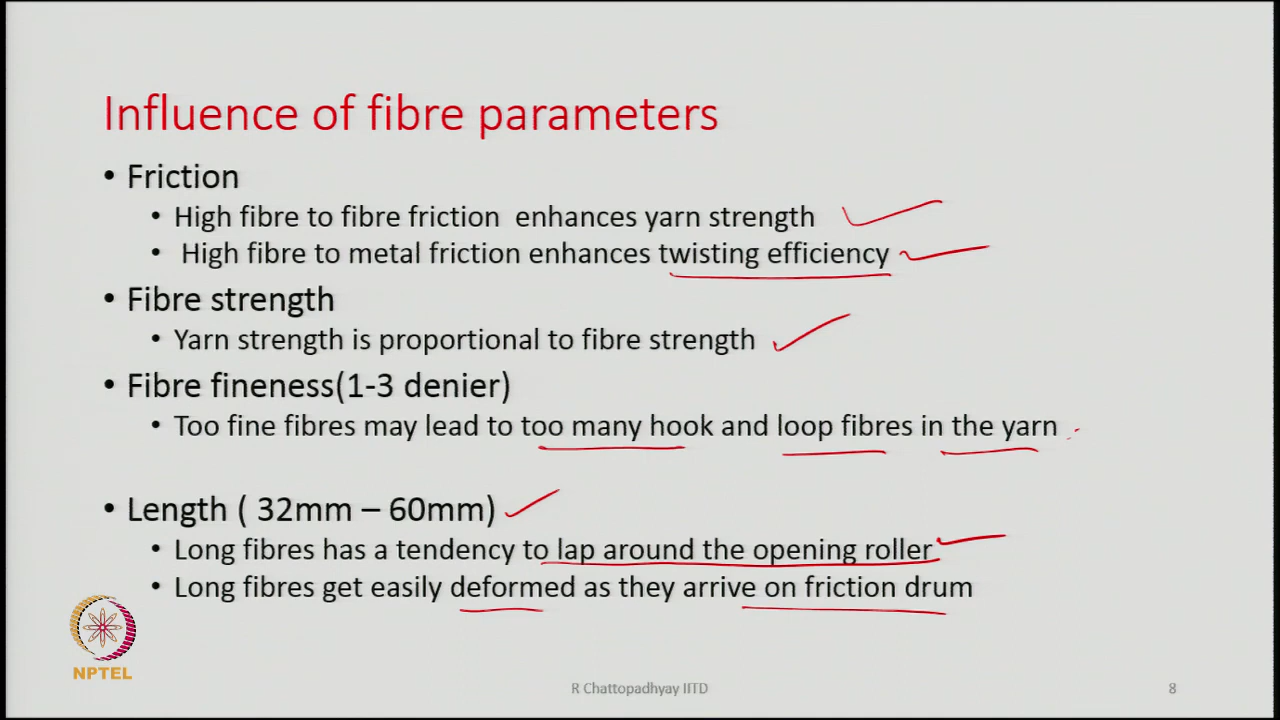 Influence of fibre parameters
• Friction
• High fibre to fibre friction enhances yarn strength
• High fibre to metal friction enhances twisting efficiency
• Fibre strength
• Yarn strength is proportional to fibre strength
• Fibre fineness(1-3 denier)
• Too fine fibres may lead to too many hook and loop fibres in the yarn
• Length ( 32mm – 60mm)
• Long fibres has a tendency to lap around the opening roller
• Long fibres get easily deformed as they arrive on friction drum
NPTEL
R Chattopadhyay IITD
8